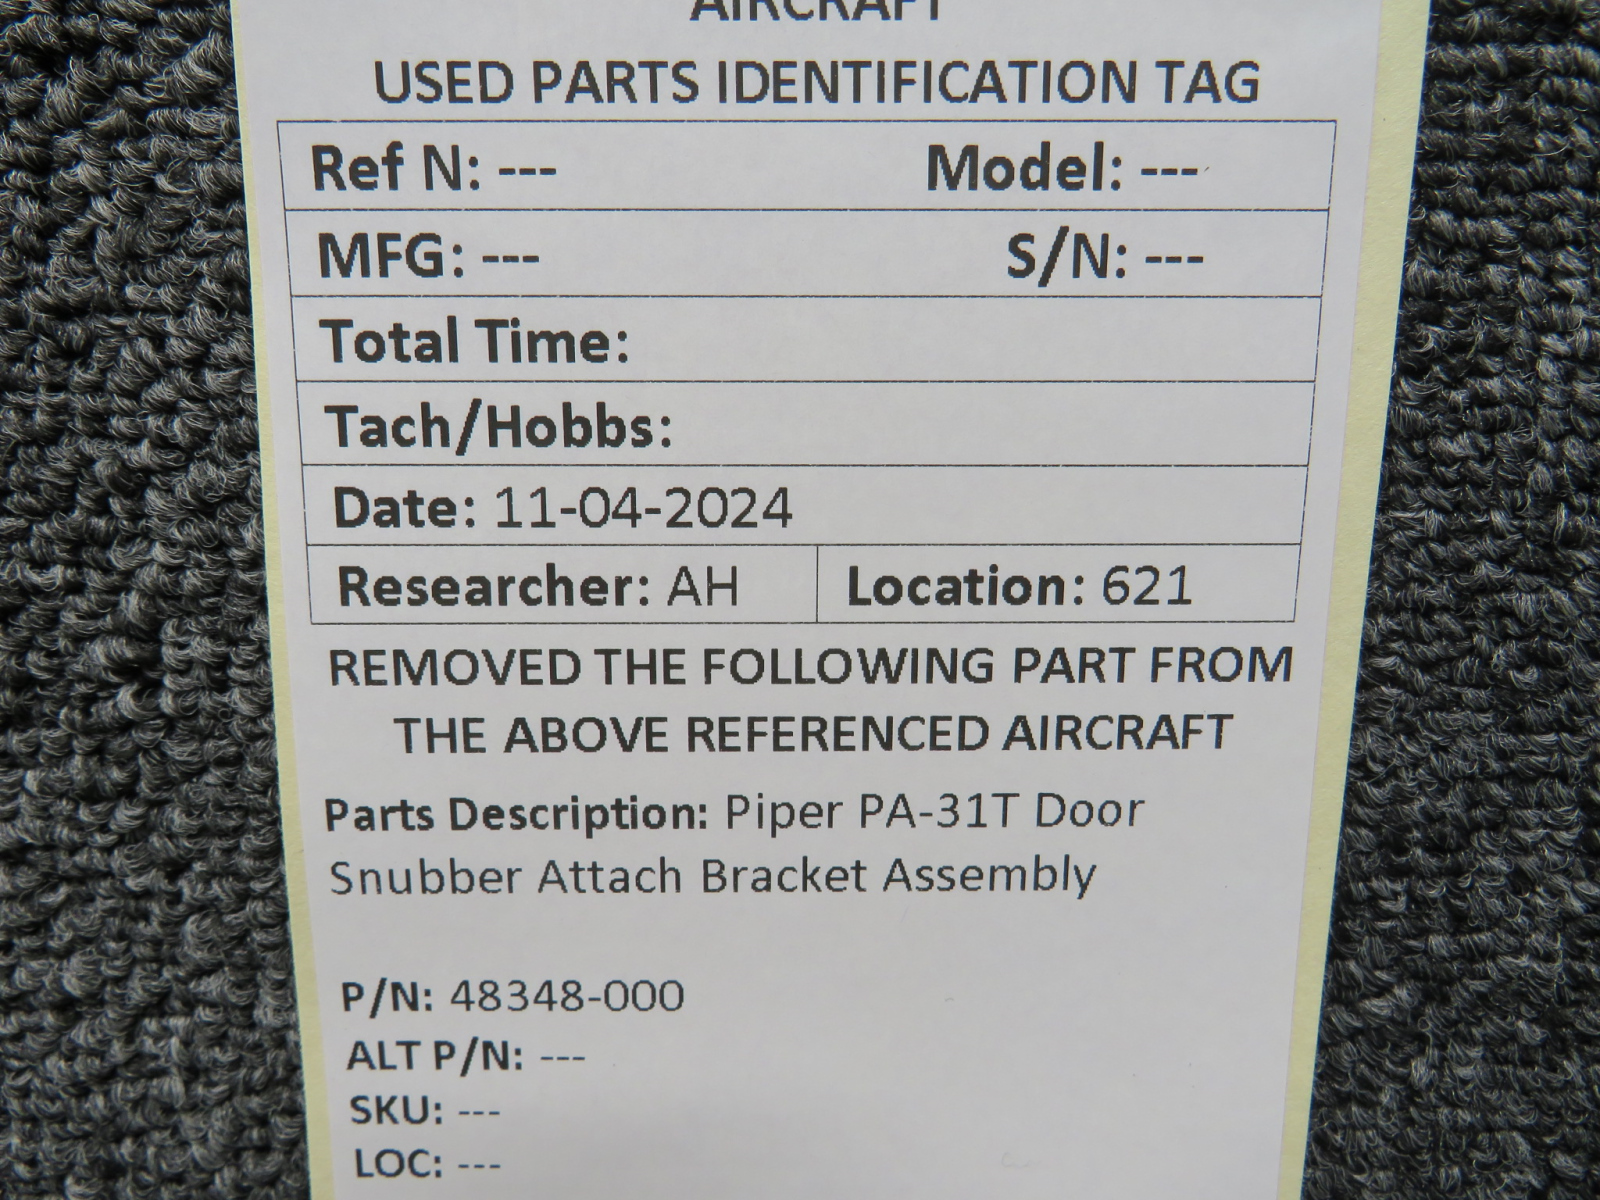 AIRCRAFT
USED PARTS IDENTIFICATION TAG
Ref N: --- Model: ---
MFG: --- S/N: ---
Total Time:
Tach/Hobbs:
Date: 11-04-2024
Researcher: AH Location: 621
REMOVED THE FOLLOWING PART FROM
THE ABOVE REFERENCED AIRCRAFT
Parts Description: Piper PA-31T Door
Snubber Attach Bracket Assembly
P/N: 48348-000
ALT P/N: ---
SKU: ---
LOC: ---